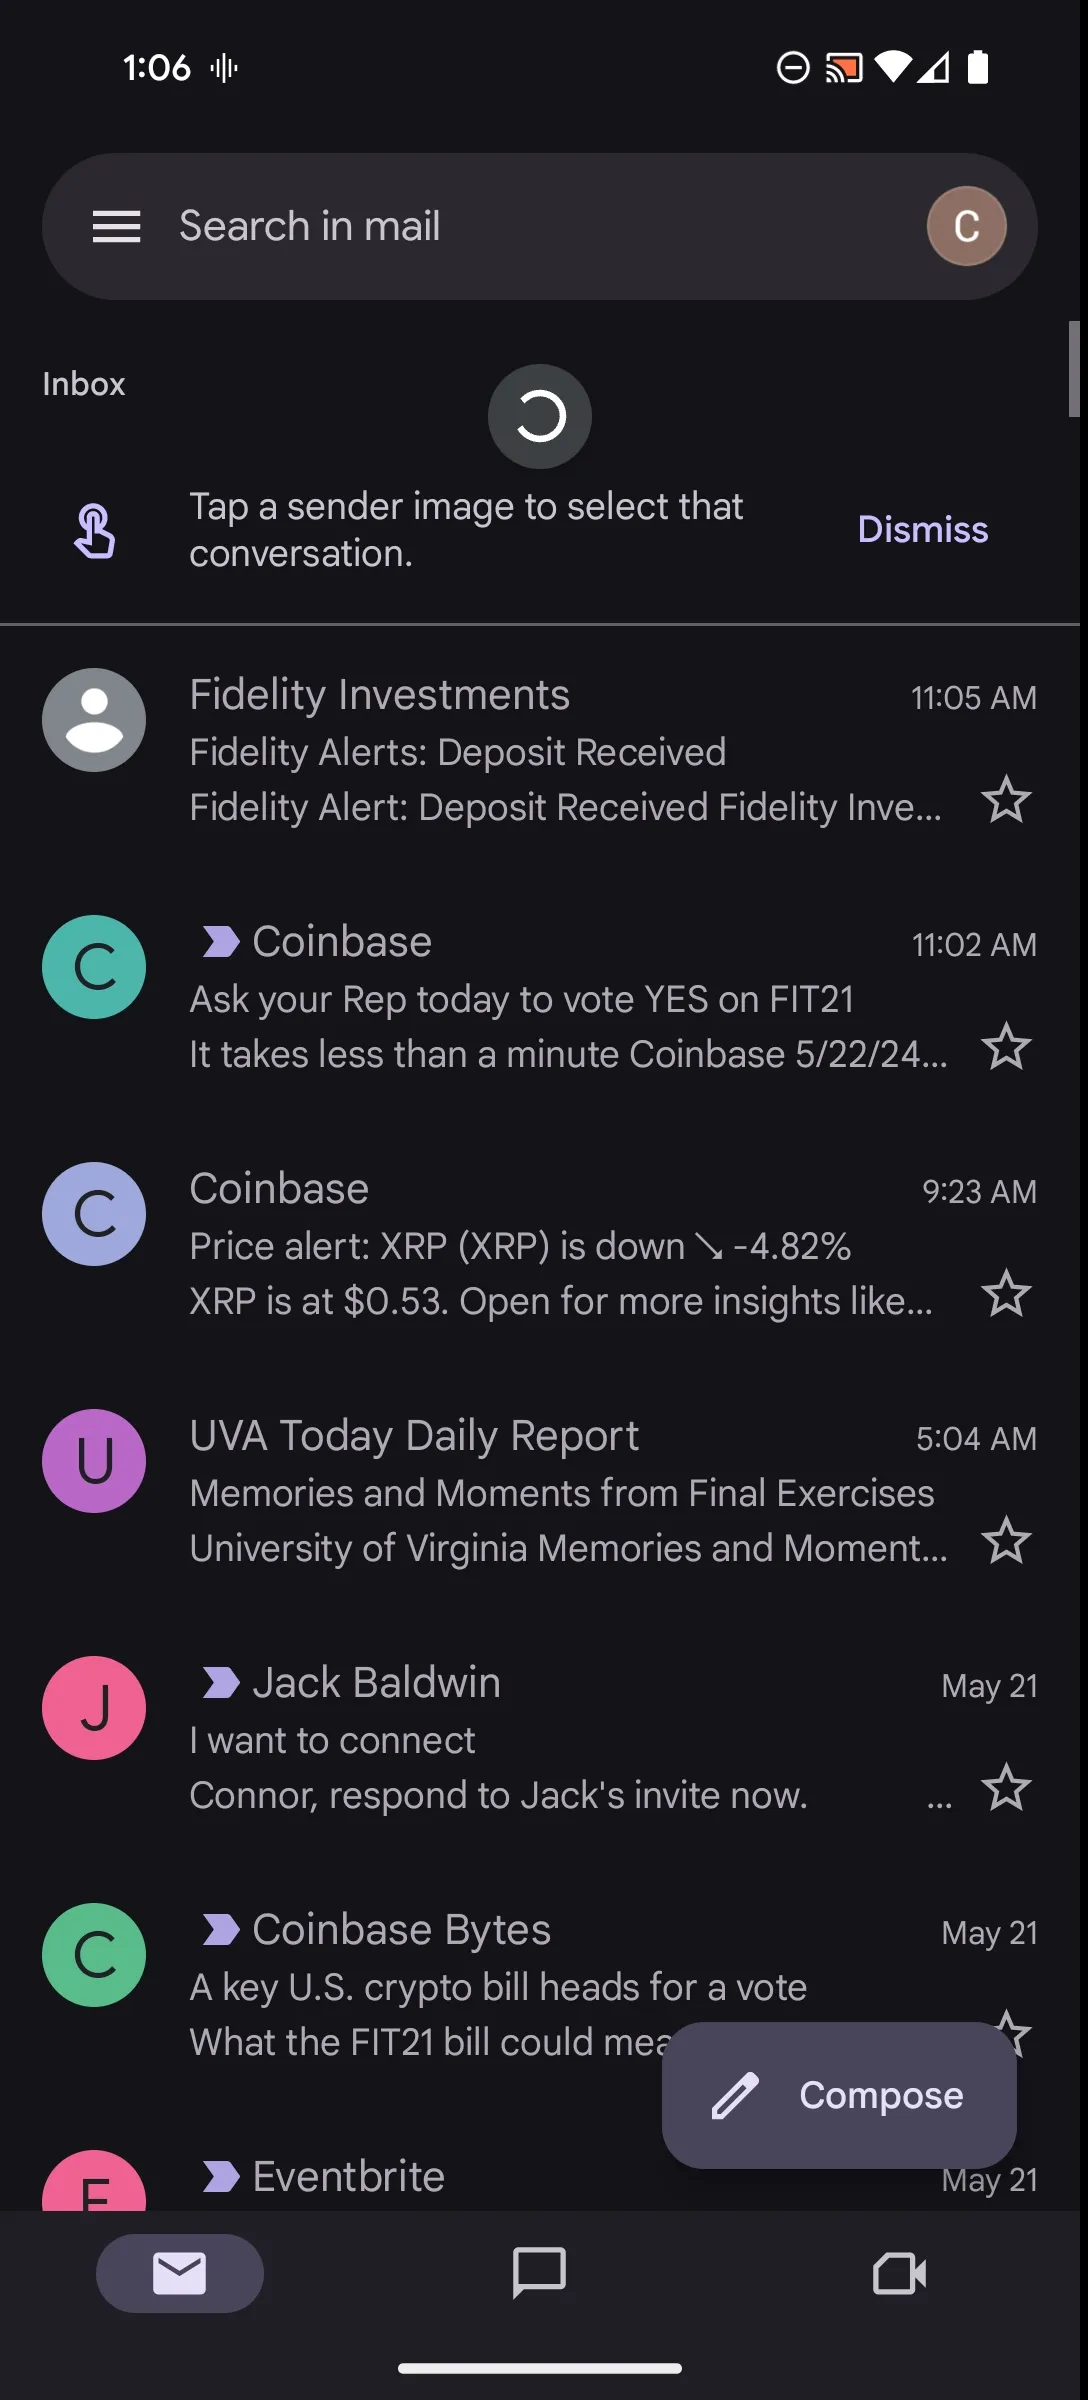 1:06
Search in mail
C
Inbox
Tap a sender image to select that
conversation.
Dismiss
Fidelity Investments
11:05 AM
Fidelity Alerts: Deposit Received
Fidelity Alert: Deposit Received Fidelity Inve...
C
Coinbase
11:02 AM
Ask your Rep today to vote YES on FIT21
It takes less than a minute Coinbase 5/22/24...
C
Coinbase
9:23 AM
Price alert: XRP (XRP) is down ↘ -4.82%
XRP is at $0.53. Open for more insights like...
U
UVA Today Daily Report
5:04 AM
Memories and Moments from Final Exercises
University of Virginia Memories and Moment...
J
Jack Baldwin
May 21
I want to connect
Connor, respond to Jack's invite now. ...
C
Coinbase Bytes
May 21
A key U.S. crypto bill heads for a vote
What the FIT21 bill could mea
Compose
E
Eventbrite
May 21